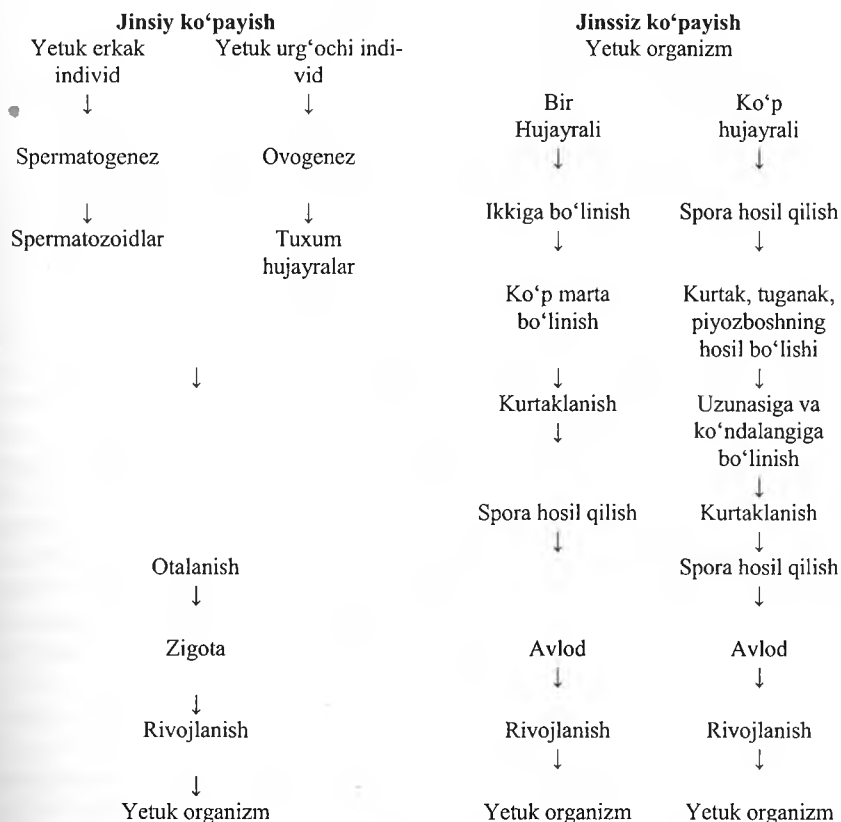 Jinsiy ko‘payish
Yetuk erkak
individ
↓
Spermatogenez
↓
Spermatozoidlar
Yetuk urg‘ochi indi-
vid
↓
Ovogenez
↓
Tuxum
hujayralar
↓
Otalanish
↓
Zigota
↓
Rivojlanish
↓
Yetuk organizm
Jinssiz ko‘payish
Yetuk organizm
Bir
Hujayrali
↓
Ikkiga bo‘linish
↓
Ko‘p marta
bo‘linish
↓
Kurtaklanish
↓
Spora hosil qilish
↓
Avlod
↓
Rivojlanish
↓
Yetuk organizm
Ko‘p
hujayrali
↓
Spora hosil qilish
↓
Kurtak, tuganak,
piyozboshning
hosil bo‘lishi
↓
Uzunasiga va
ko‘ndalangiga
bo‘linish
↓
Kurtaklanish
↓
Spora hosil qilish
↓
Avlod
↓
Rivojlanish
↓
Yetuk organizm